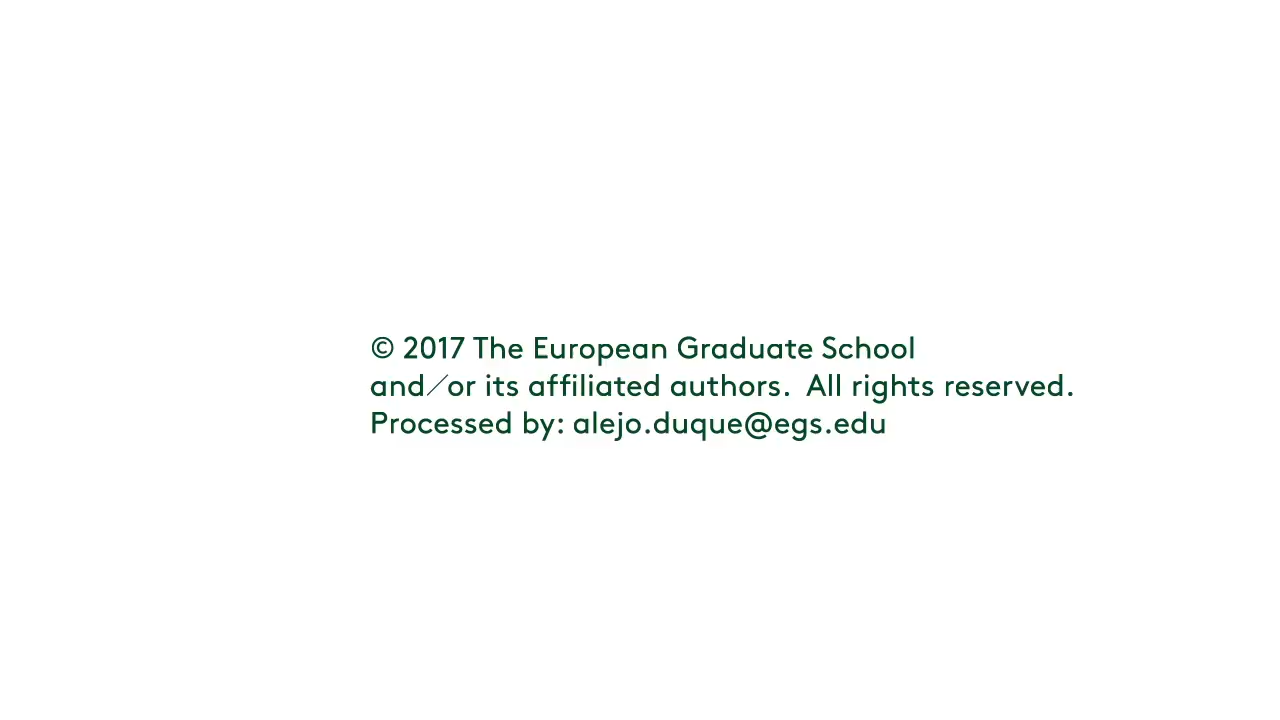 © 2017 The European Graduate School
and/or its affiliated authors.  All rights reserved.
Processed by: alejo.duque@egs.edu